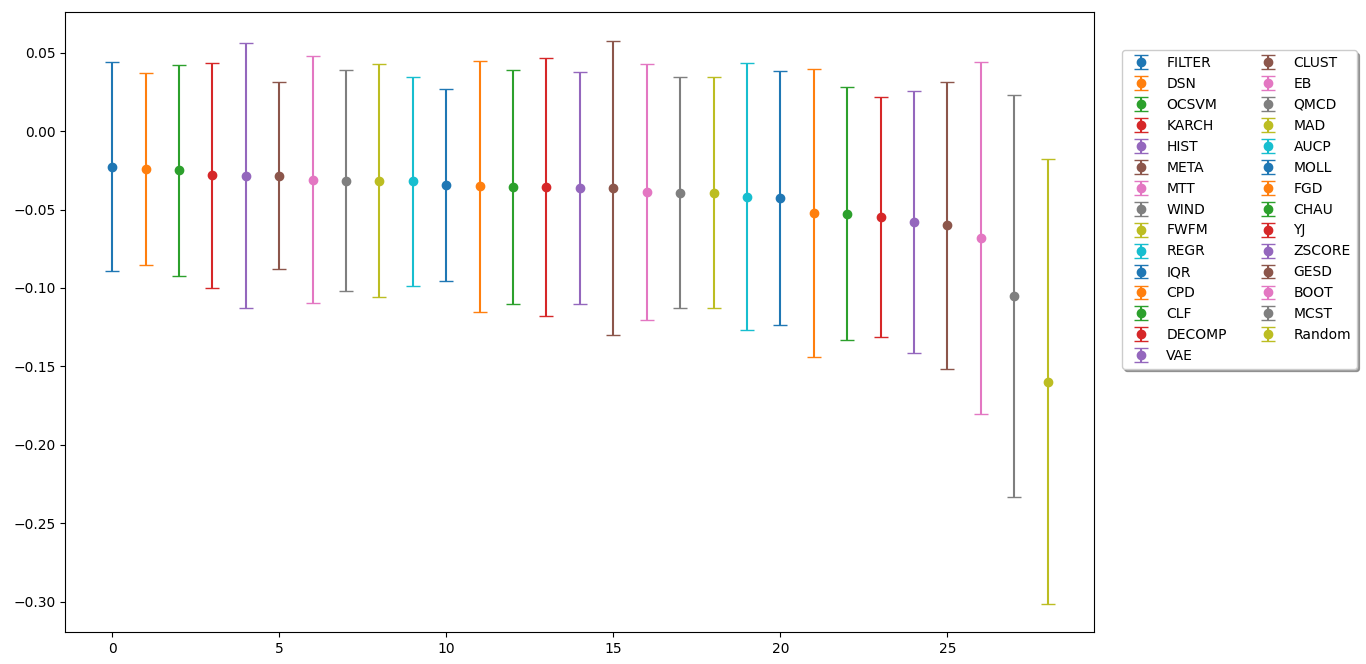 0.05
0.00
−0.05
−0.10
−0.15
−0.20
−0.25
−0.30
0 5 10 15 20 25
FILTER
DSN
OCSVM
KARCH
HIST
META
MTT
WIND
FWFM
REGR
IQR
CPD
CLF
DECOMP
VAE
CLUST
EB
QMCD
MAD
AUCP
MOLL
FGD
CHAU
YJ
ZSCORE
GESD
BOOT
MCST
Random